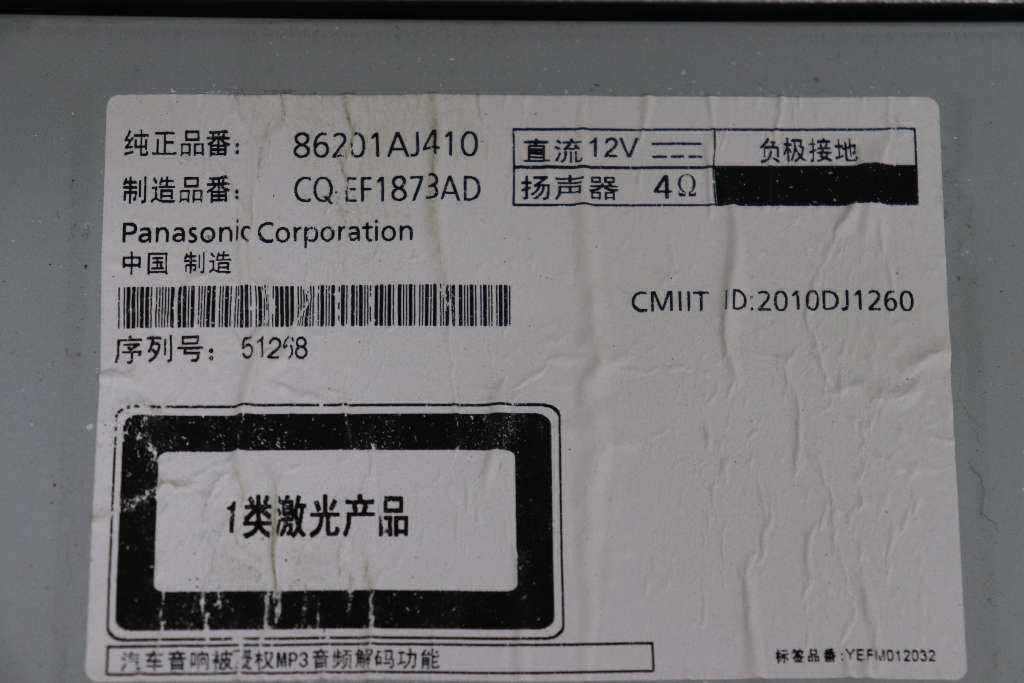 纯正品番: 86201AJ410
制造品番: CQ-EF1873AD
Panasonic Corporation
中国 制造
序列号: 51268
直流12V 负极接地
扬声器 4Ω
CMIIT ID:2010DJ1260
1类激光产品
汽车音响被授权MP3音频解码功能
标签品番:YEFM012032